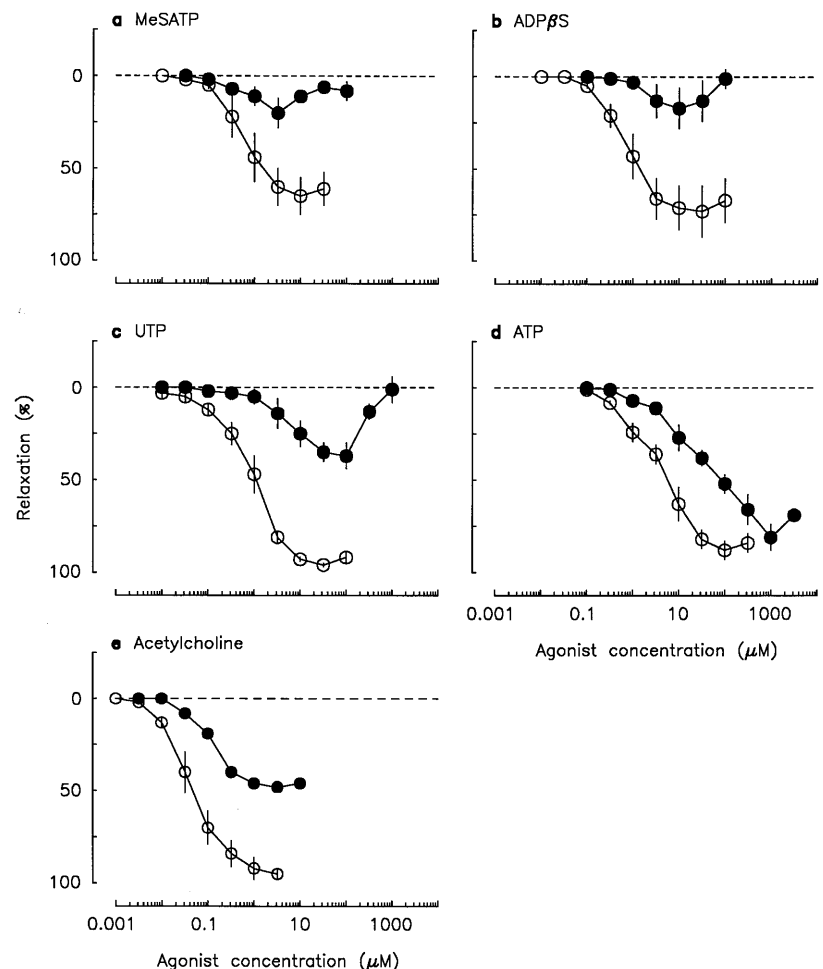 a MeSATP
0
50
100
b ADPβS
c UTP
0
50
100
Relaxation (%)
d ATP
0.001 0.1 10 1000
Agonist concentration (μM)
e Acetylcholine
0
50
100
0.001 0.1 10 1000
Agonist concentration (μM)